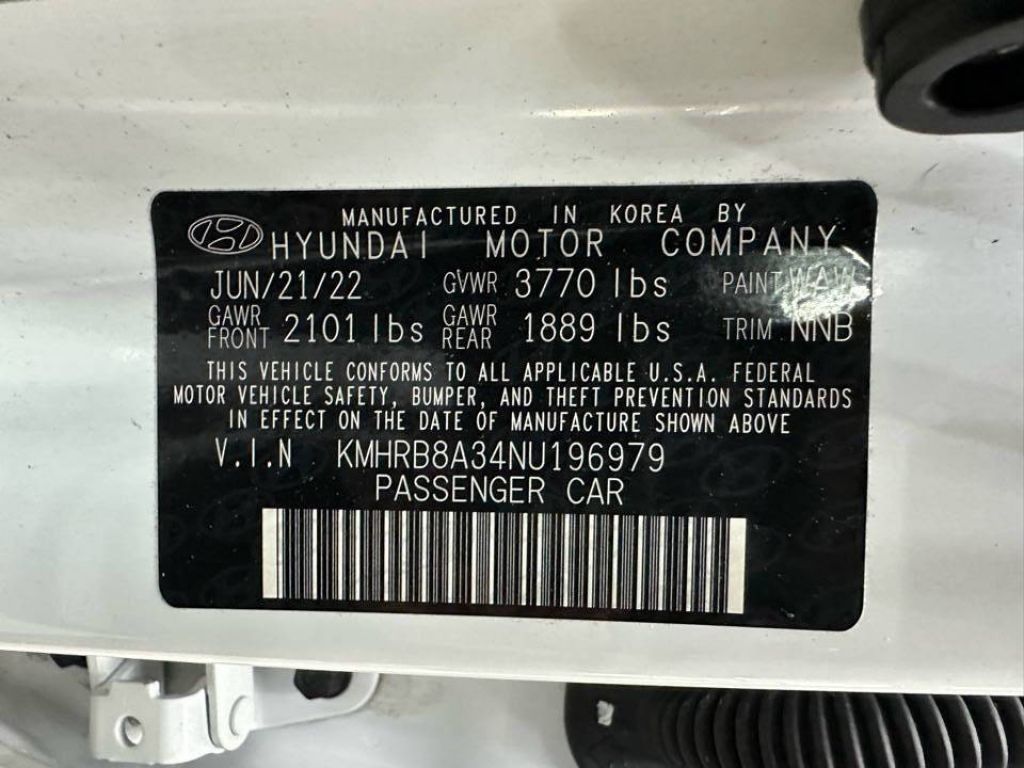 MANUFACTURED IN KOREA BY
HYUNDAI MOTOR COMPANY
JUN/21/22 GVWR 3770 lbs PAINT WAW
GAWR FRONT 2101 lbs GAWR REAR 1889 lbs TRIM NNB
THIS VEHICLE CONFORMS TO ALL APPLICABLE U.S.A. FEDERAL
MOTOR VEHICLE SAFETY, BUMPER, AND THEFT PREVENTION STANDARDS
IN EFFECT ON THE DATE OF MANUFACTURE SHOWN ABOVE
V.I.N KMHRB8A34NU196979
PASSENGER CAR